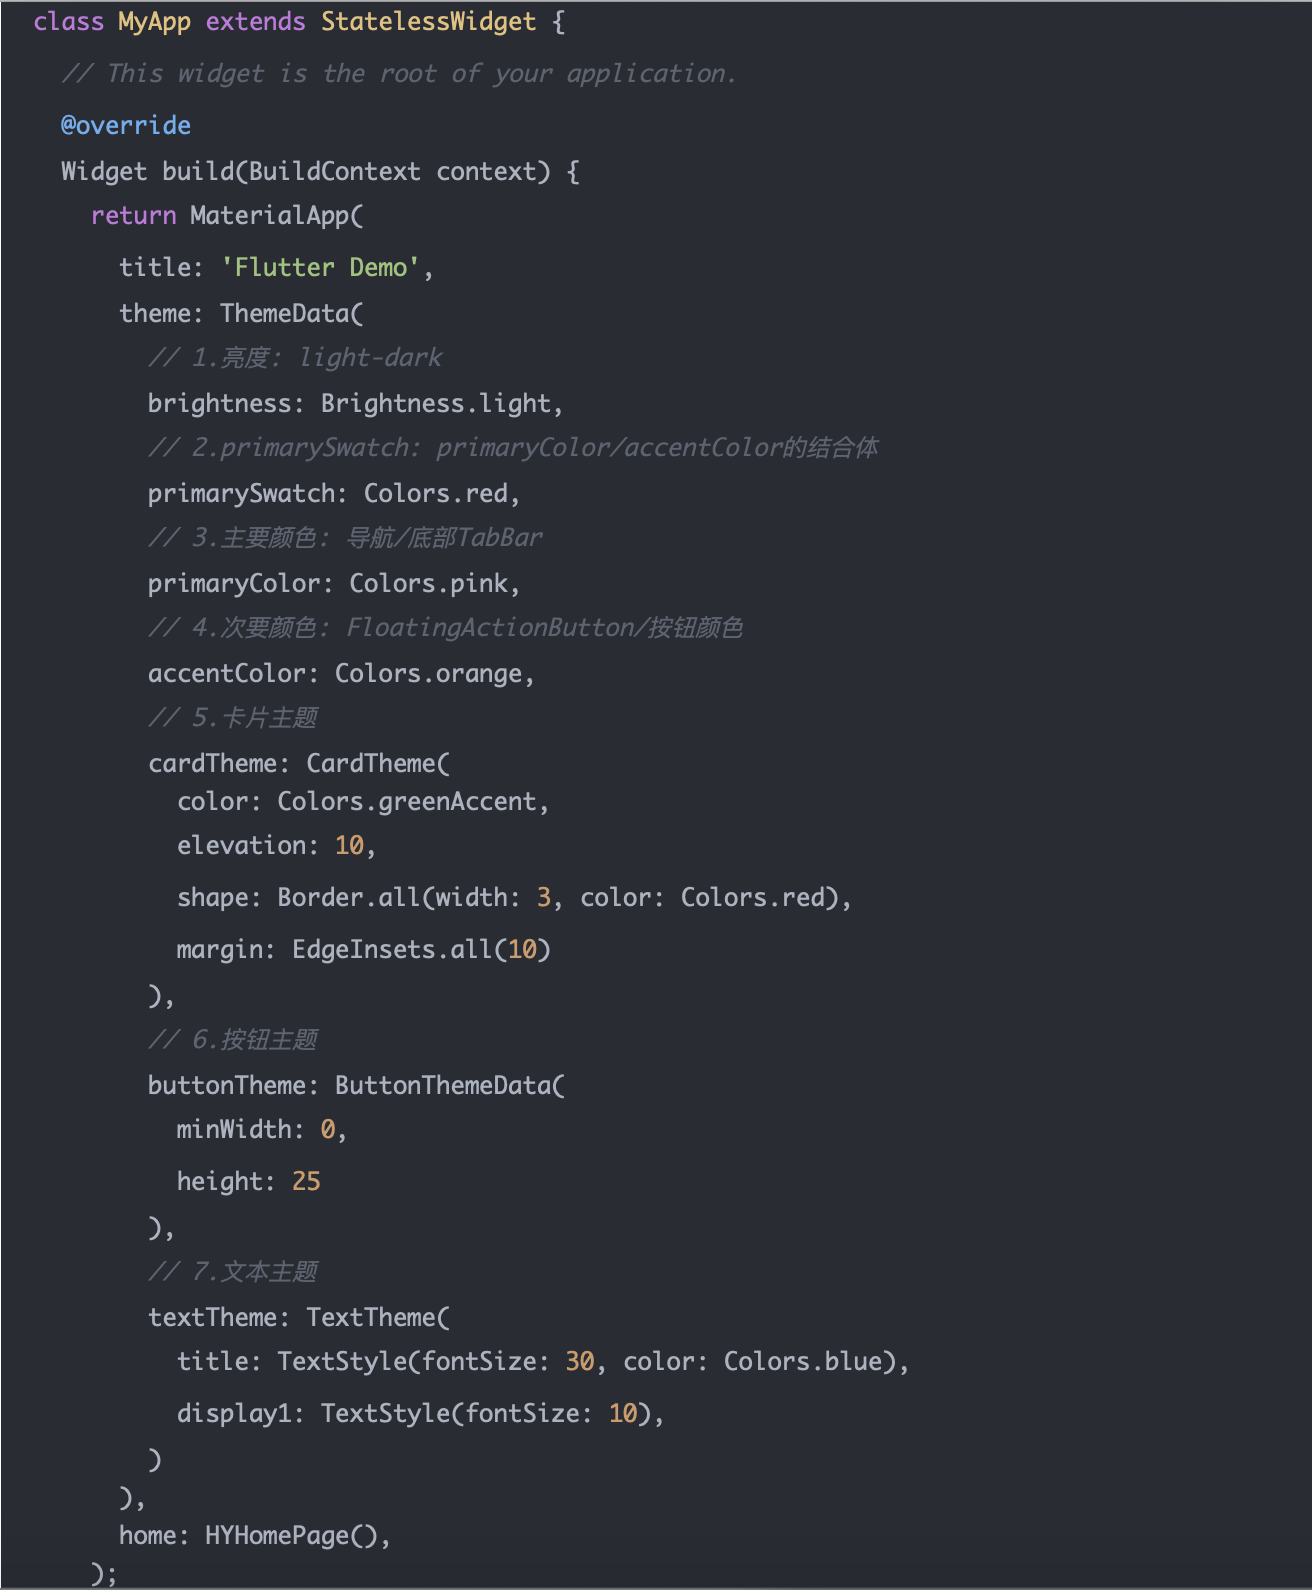 class MyApp extends StatelessWidget {
  // This widget is the root of your application.
  @override
  Widget build(BuildContext context) {
    return MaterialApp(
      title: 'Flutter Demo',
      theme: ThemeData(
        // 1.亮度: light-dark
        brightness: Brightness.light,
        // 2.primarySwatch: primaryColor/accentColor的结合体
        primarySwatch: Colors.red,
        // 3.主要颜色: 导航/底部TabBar
        primaryColor: Colors.pink,
        // 4.次要颜色: FloatingActionButton/按钮颜色
        accentColor: Colors.orange,
        // 5.卡片主题
        cardTheme: CardTheme(
          color: Colors.greenAccent,
          elevation: 10,
          shape: Border.all(width: 3, color: Colors.red),
          margin: EdgeInsets.all(10)
        ),
        // 6.按钮主题
        buttonTheme: ButtonThemeData(
          minWidth: 0,
          height: 25
        ),
        // 7.文本主题
        textTheme: TextTheme(
          title: TextStyle(fontSize: 30, color: Colors.blue),
          display1: TextStyle(fontSize: 10),
        )
      ),
      home: HYHomePage(),
    );